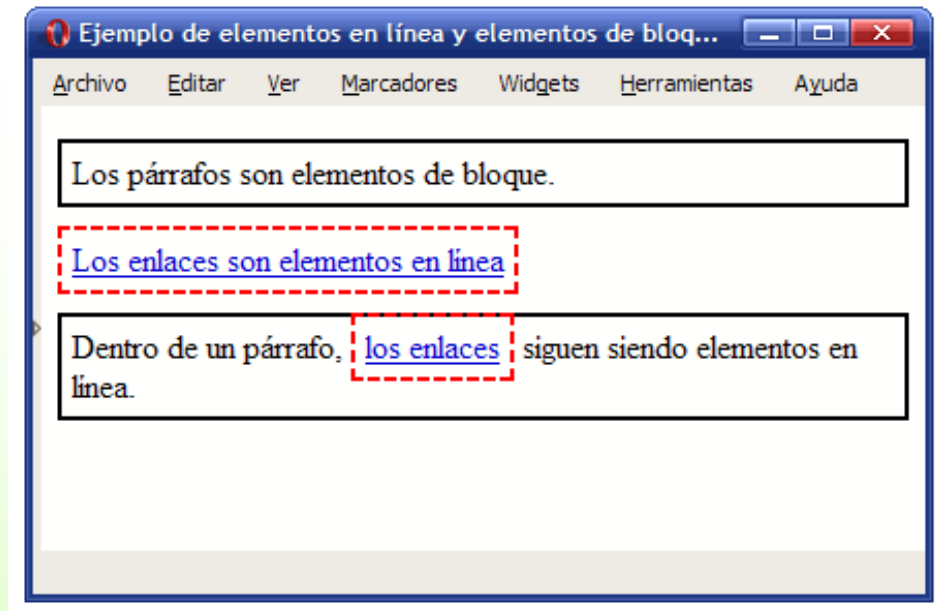 Ejemplo de elementos en línea y elementos de bloq...
Archivo Editar Ver Marcadores Widgets Herramientas Ayuda
Los párrafos son elementos de bloque.
Los enlaces son elementos en línea
Dentro de un párrafo, los enlaces siguen siendo elementos en
línea.